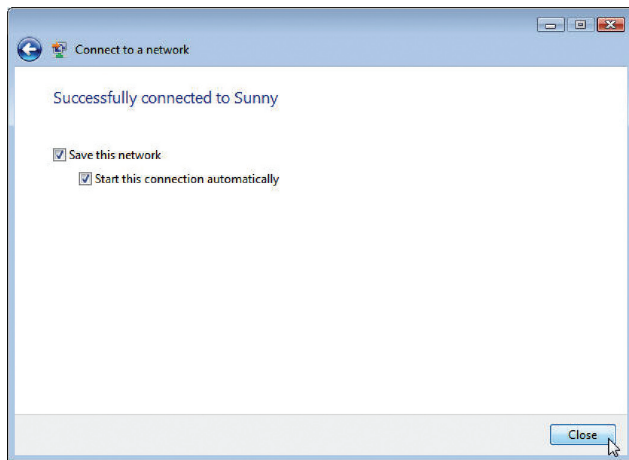 Connect to a network
Successfully connected to Sunny
Save this network
Start this connection automatically
Close